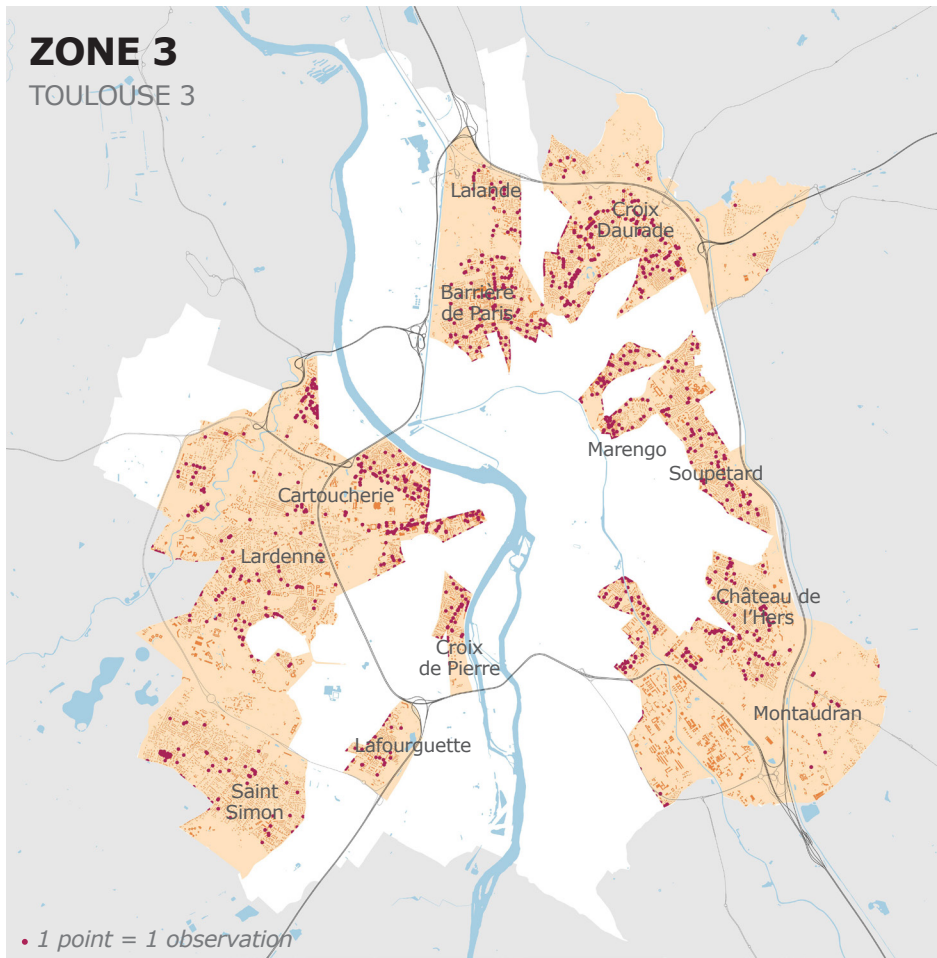 ZONE 3
TOULOUSE 3
Lalande
Croix
Daurade
Barrière
de Paris
Marengo
Soupetard
Cartoucherie
Lardenne
Château de
l'Hers
Croix
de Pierre
Montaudran
Lafourguette
Saint
Simon
1 point = 1 observation